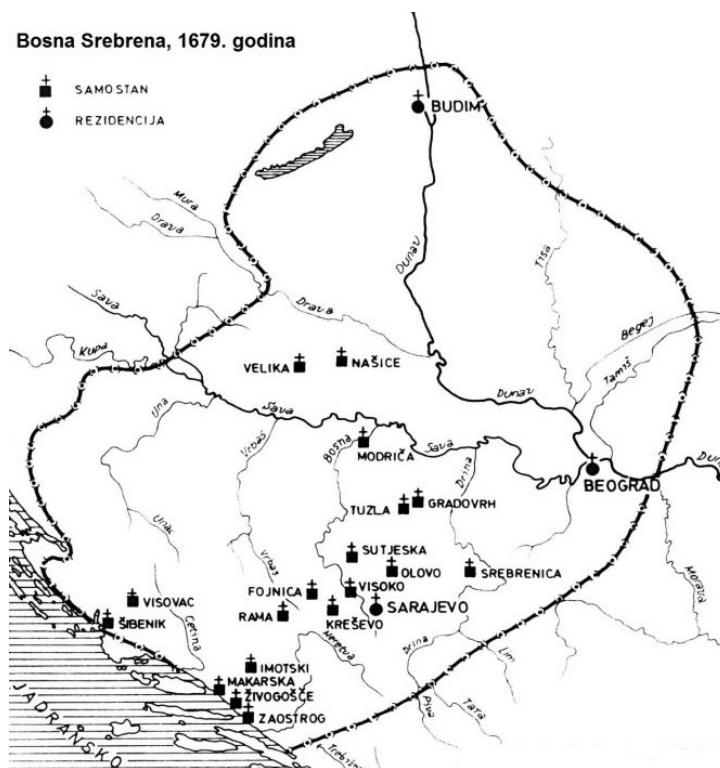 Bosna Srebrena, 1679. godina
SAMOSTAN
REZIDENCIJA
BUDIM
Mura
Drava
Dunav
Tisa
Sava
Drava
Begej
Kupa
Tamiš
VELIKA
NAŠICE
Dunav
Una
Sava
Vrbas
Bosna
Sava
MODRIČA
Drina
BEOGRAD
TUZLA
GRADOVRH
Unac
SUTJESKA
Vrbas
OLOVO
SREBRENICA
Morava
FOJNICA
VISOKO
VISOVAC
SARAJEVO
ŠIBENIK
RAMA
KREŠEVO
Cetina
Neretva
Drina
Lim
IMOTSKI
MAKARSKA
ŽIVOGOŠĆE
ZAOSTROG
Piva
Tara
JADRANSKO